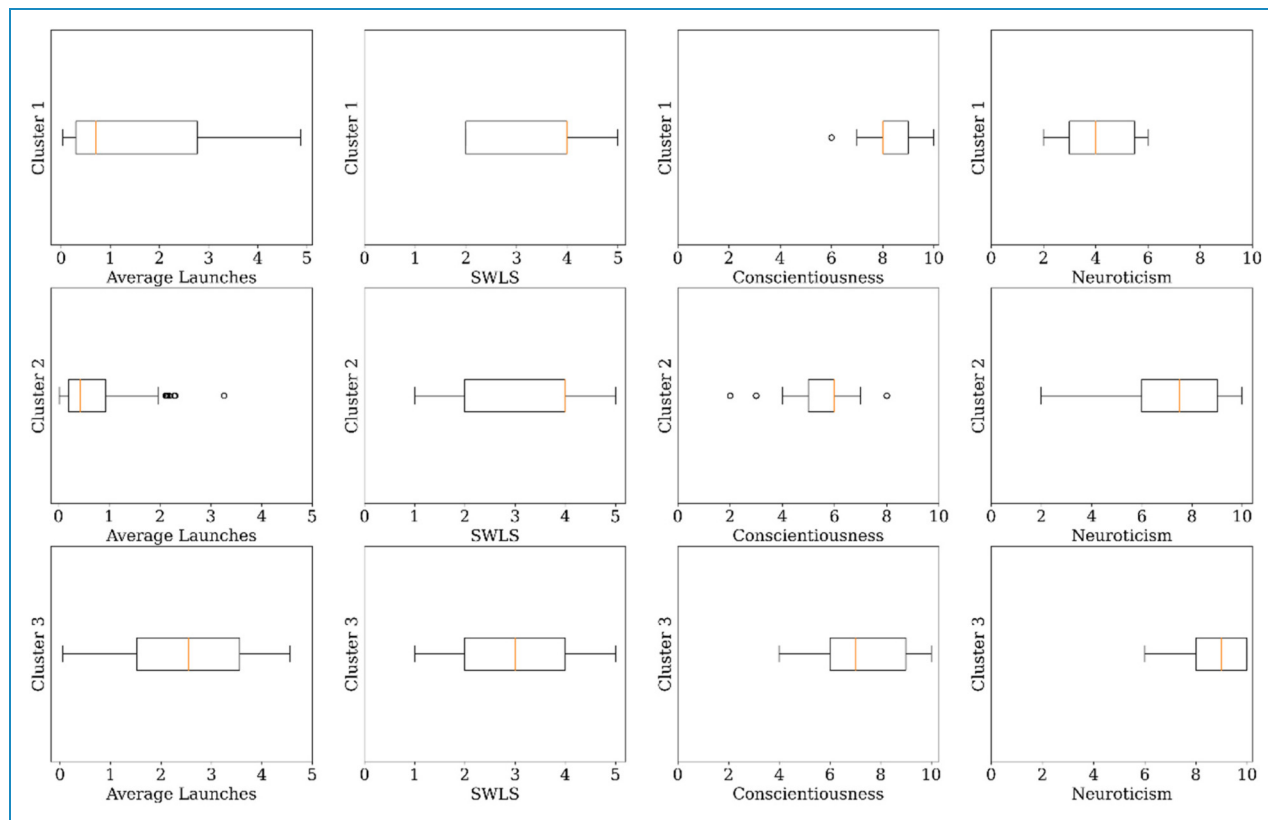 Cluster 1
0 1 2 3 4 5
Average Launches
Cluster 1
0 1 2 3 4 5
SWLS
Cluster 1
0 2 4 6 8 10
Conscientiousness
Cluster 1
0 2 4 6 8 10
Neuroticism
Cluster 2
0 1 2 3 4 5
Average Launches
Cluster 2
0 1 2 3 4 5
SWLS
Cluster 2
0 2 4 6 8 10
Conscientiousness
Cluster 2
0 2 4 6 8 10
Neuroticism
Cluster 3
0 1 2 3 4 5
Average Launches
Cluster 3
0 1 2 3 4 5
SWLS
Cluster 3
0 2 4 6 8 10
Conscientiousness
Cluster 3
0 2 4 6 8 10
Neuroticism